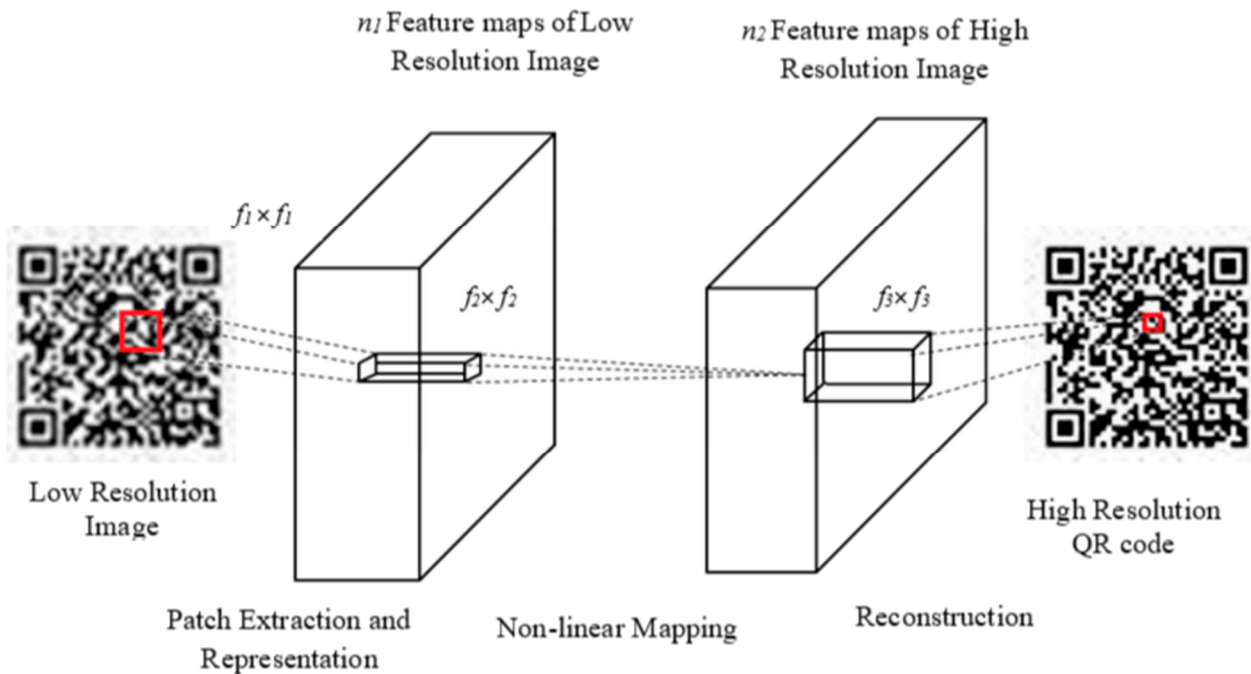 n1 Feature maps of Low
Resolution Image
n2 Feature maps of High
Resolution Image
f1×f1
f2×f2
f3×f3
Low Resolution
Image
High Resolution
QR code
Patch Extraction and
Representation
Non-linear Mapping
Reconstruction